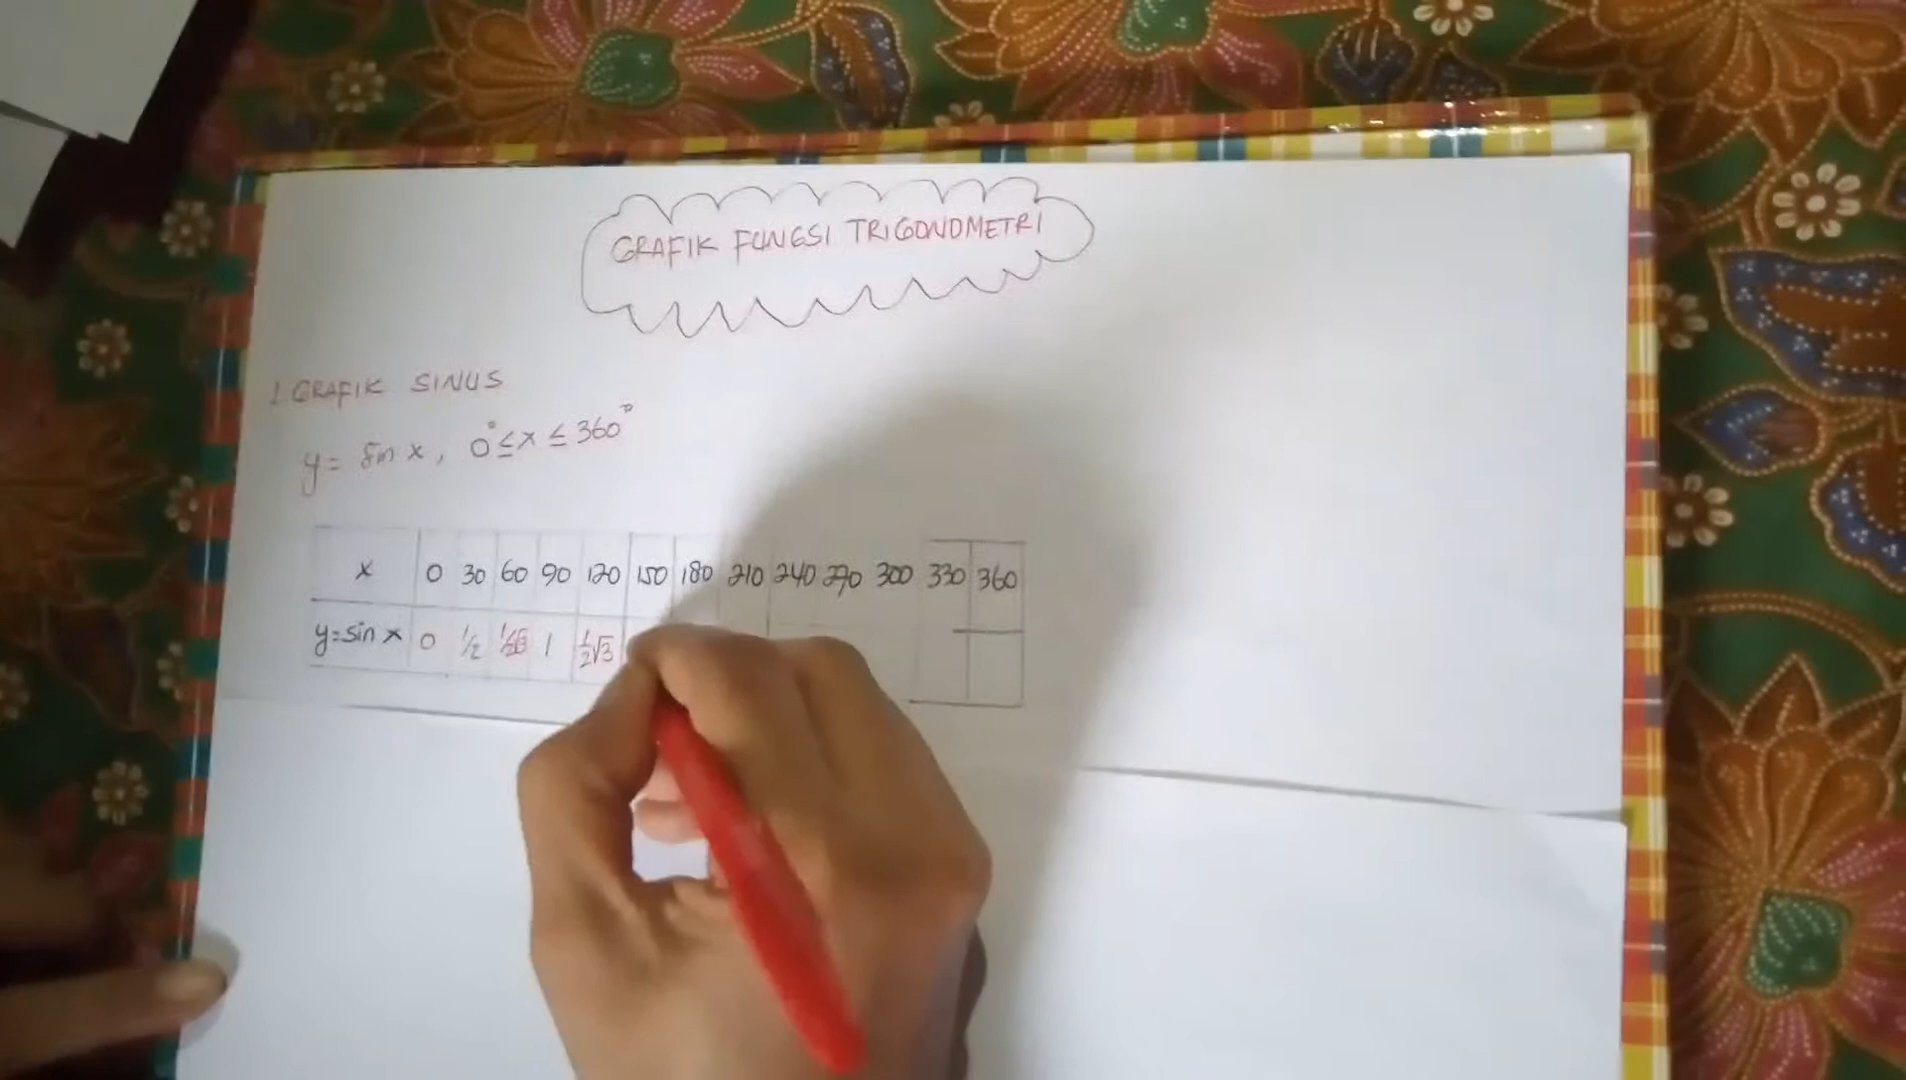 GRAFIK FUNGSI TRIGONOMETRI
1. GRAFIK SINUS
y = sin x, 0° ≤ x ≤ 360°
x 0 30 60 90 120 150 180 210 240 270 300 330 360
y = sin x 0 1/2 1/2√3 1 1/2√3